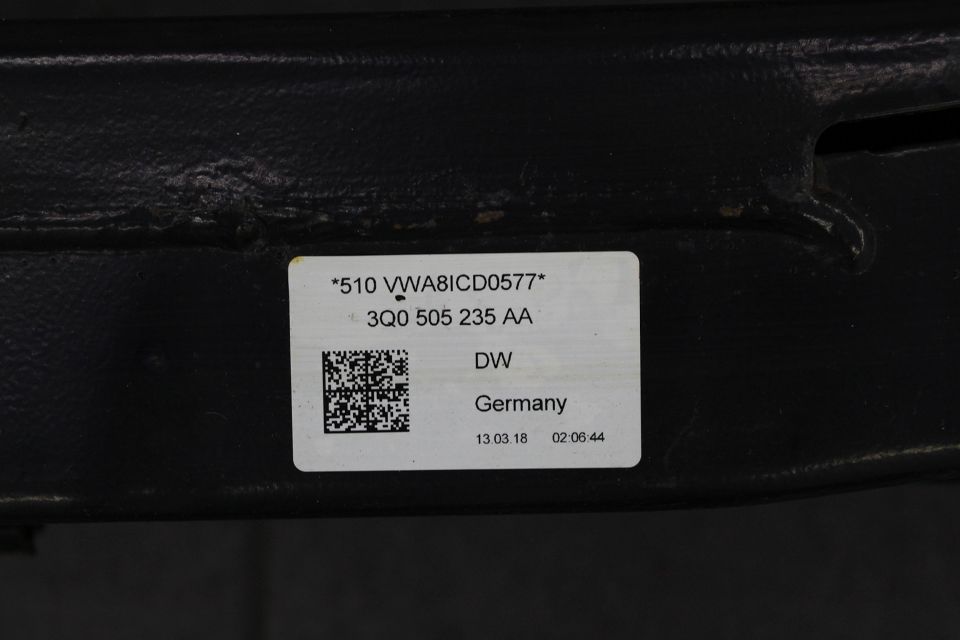 *510 VWA8ICD0577*
3Q0 505 235 AA
DW
Germany
13.03.18 02:06:44